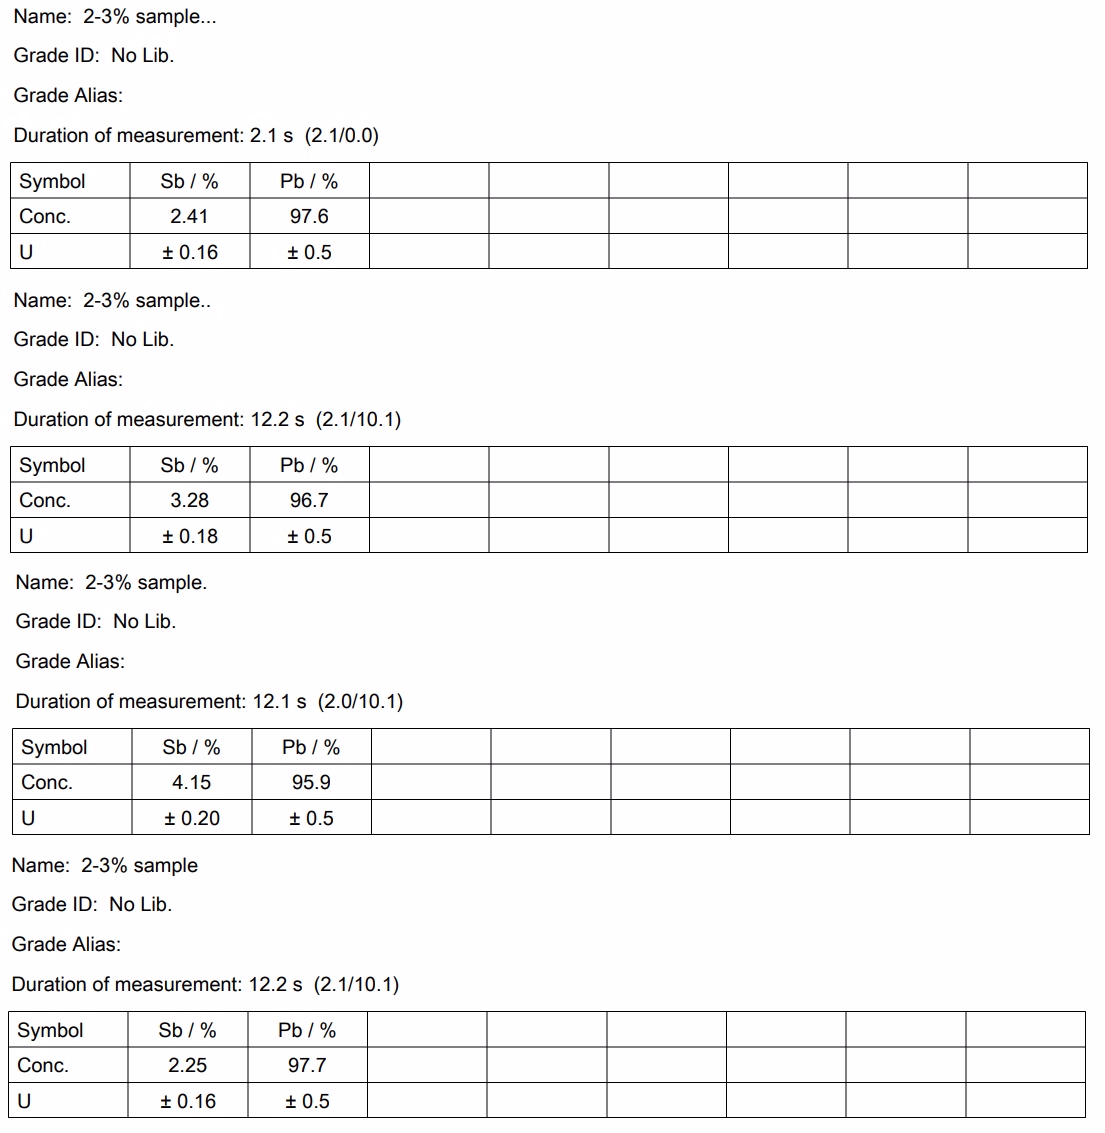 Name: 2-3% sample...
Grade ID: No Lib.
Grade Alias:
Duration of measurement: 2.1 s (2.1/0.0)
Symbol Sb / % Pb / %
Conc. 2.41 97.6
U ± 0.16 ± 0.5
Name: 2-3% sample..
Grade ID: No Lib.
Grade Alias:
Duration of measurement: 12.2 s (2.1/10.1)
Symbol Sb / % Pb / %
Conc. 3.28 96.7
U ± 0.18 ± 0.5
Name: 2-3% sample.
Grade ID: No Lib.
Grade Alias:
Duration of measurement: 12.1 s (2.0/10.1)
Symbol Sb / % Pb / %
Conc. 4.15 95.9
U ± 0.20 ± 0.5
Name: 2-3% sample
Grade ID: No Lib.
Grade Alias:
Duration of measurement: 12.2 s (2.1/10.1)
Symbol Sb / % Pb / %
Conc. 2.25 97.7
U ± 0.16 ± 0.5